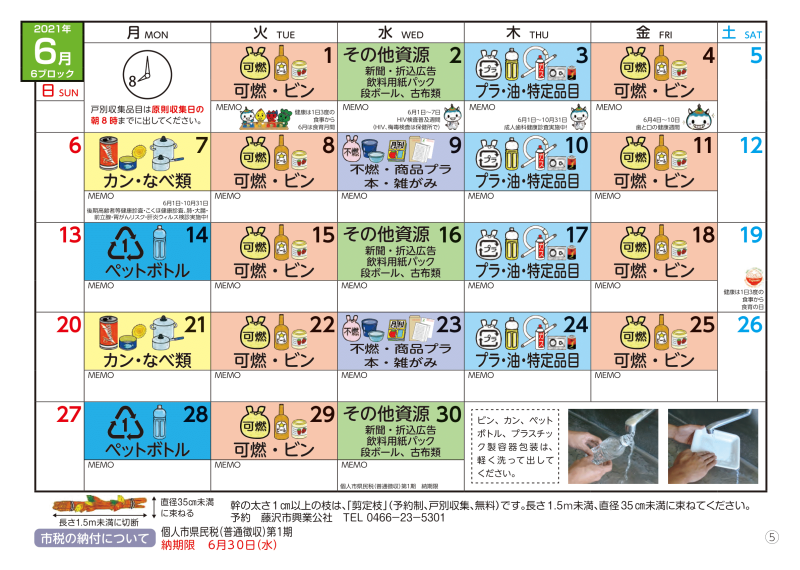 2021年
6月
6ブロック
日 SUN
月 MON
火 TUE
水 WED
木 THU
金 FRI
土 SAT
8
戸別収集品目は原則収集日の
朝8時までに出してください。
可燃
1
可燃・ビン
MEMO
健康は1日3度の
食事から
6月は食育月間
その他資源 2
新聞・折込広告
飲料用紙パック
段ボール、古布類
MEMO
6月1日～7日
HIV検査普及週間
(HIV、梅毒検査は保健所で)
プラ
3
プラ・油・特定品目
MEMO
6月1日～10月31日
成人歯科健康診査実施中!
可燃
4
可燃・ビン
MEMO
6月4日～10日
歯と口の健康週間
5
6
7
カン・なべ類
MEMO
6月1日-10月31日
後期高齢者等健康診査・こくほ健康診査、肺・大腸・
前立腺・胃がんリスク・肝炎ウィルス検診実施中!
可燃
8
可燃・ビン
MEMO
不燃
月刊
9
不燃・商品プラ
本・雑がみ
MEMO
プラ
10
プラ・油・特定品目
MEMO
可燃
11
可燃・ビン
MEMO
12
13
1
14
ペットボトル
MEMO
可燃
15
可燃・ビン
MEMO
その他資源 16
新聞・折込広告
飲料用紙パック
段ボール、古布類
MEMO
プラ
17
プラ・油・特定品目
MEMO
可燃
18
可燃・ビン
MEMO
19
健康は1日3度の
食事から
食育の日
20
21
カン・なべ類
MEMO
可燃
22
可燃・ビン
MEMO
不燃
月刊
23
不燃・商品プラ
本・雑がみ
MEMO
プラ
24
プラ・油・特定品目
MEMO
可燃
25
可燃・ビン
MEMO
26
27
1
28
ペットボトル
MEMO
可燃
29
可燃・ビン
MEMO
その他資源 30
新聞・折込広告
飲料用紙パック
段ボール、古布類
MEMO
個人市県民税(普通徴収)第1期 納期限
ビン、カン、ペット
ボトル、プラスチッ
ク製容器包装は、
軽く洗って出して
ください。
直径35cm未満
に束ねる
長さ1.5m未満に切断
幹の太さ1cm以上の枝は、「剪定枝」(予約制、戸別収集、無料)です。長さ1.5m未満、直径35cm未満に束ねてください。
予約 藤沢市興業公社 TEL 0466-23-5301
市税の納付について
個人市県民税(普通徴収)第1期
納期限 6月30日(水)
⑤